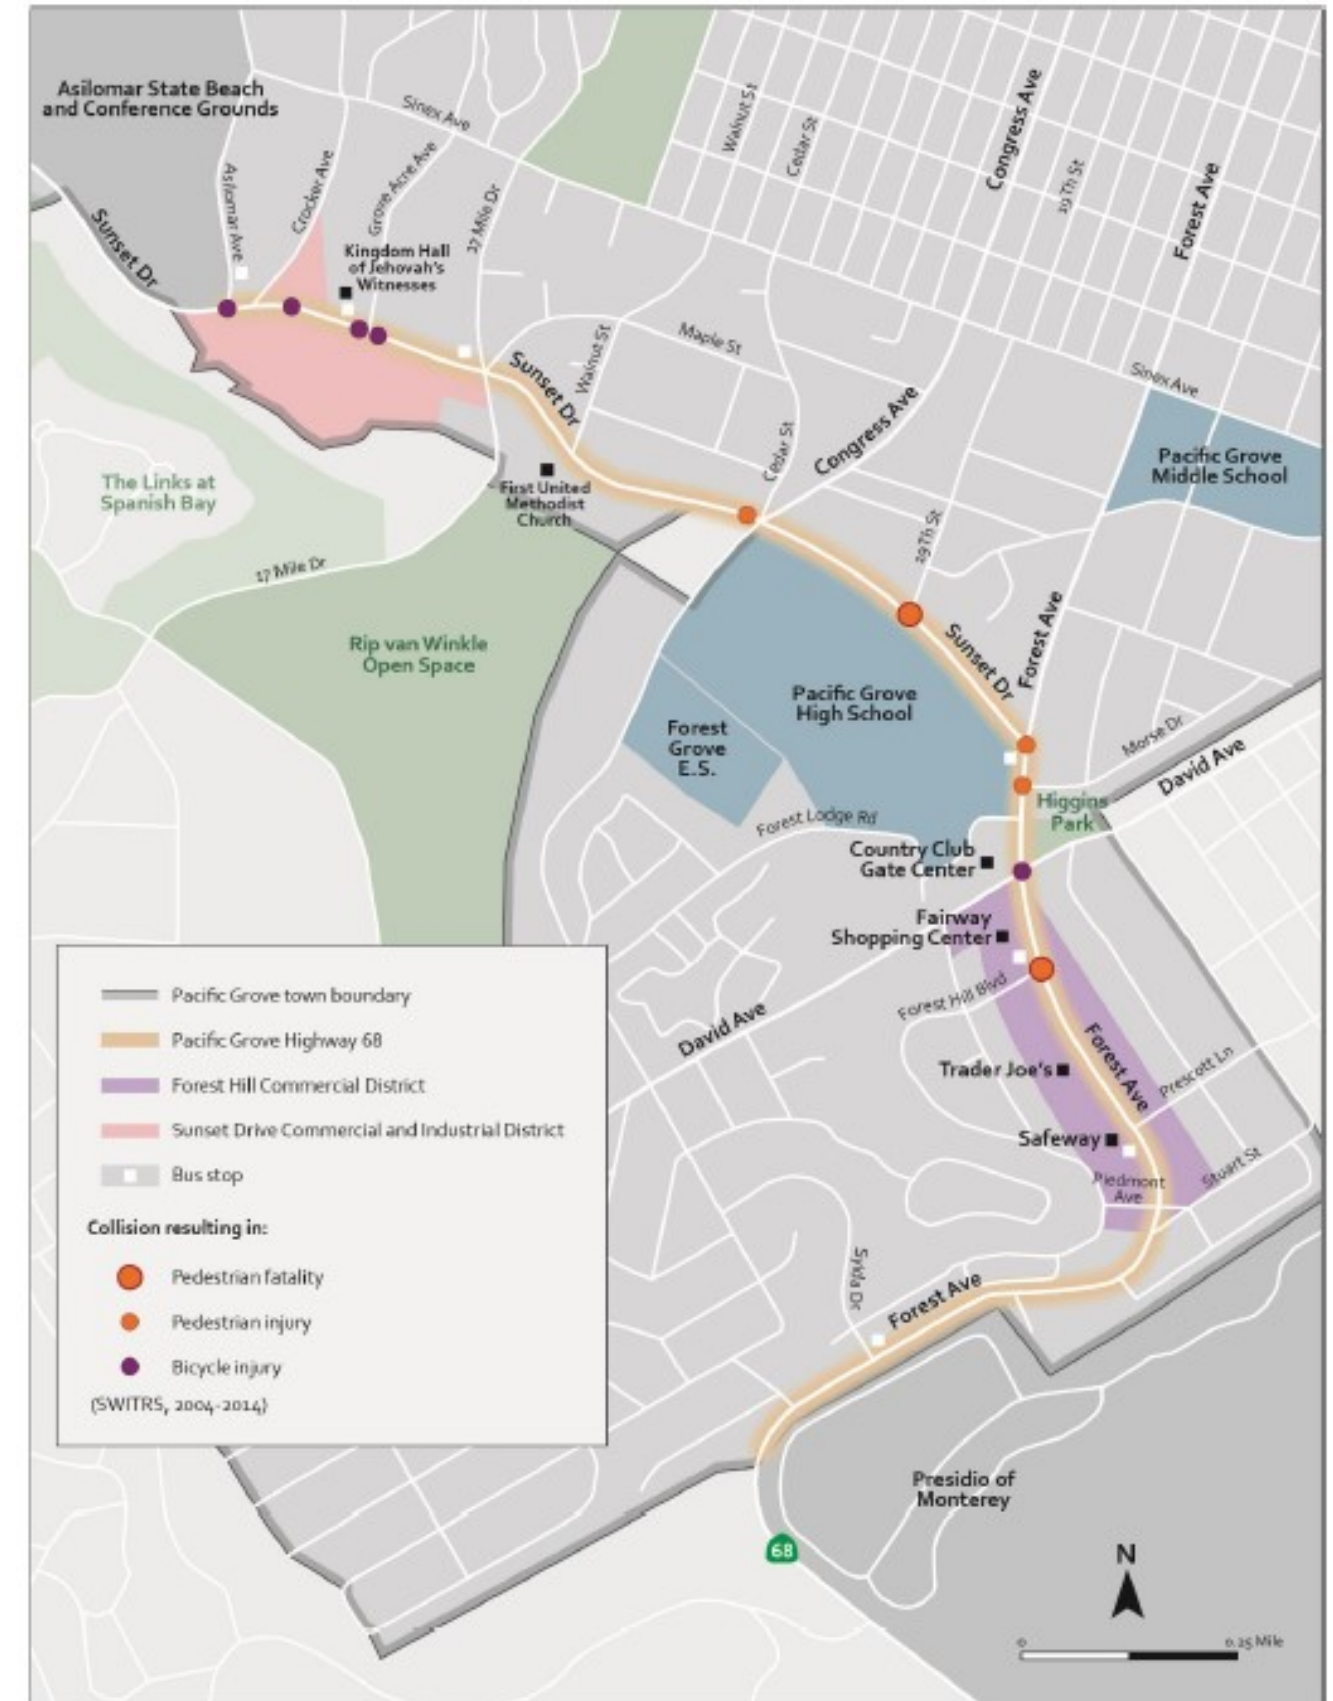 Asilomar State Beach
and Conference Grounds
Sinex Ave
Walnut St
Cedar St
Congress Ave
19 Th St
Forest Ave
Asilomar Ave
Crocker Ave
Grove Acre Ave
17 Mile Dr
Sunset Dr
Kingdom Hall
of Jehovah's
Witnesses
Sunset Dr
Walnut St
Maple St
Sinex Ave
Cedar St
Congress Ave
Pacific Grove
Middle School
The Links at
Spanish Bay
First United
Methodist
Church
19 Th St
17 Mile Dr
Rip van Winkle
Open Space
Sunset Dr
Forest Ave
Pacific Grove
High School
Forest
Grove
E.S.
Morse Dr
David Ave
Higgins
Park
Forest Lodge Rd
Country Club
Gate Center
Fairway
Shopping Center
Forest Hill Blvd
David Ave
Trader Joe's
Forest Ave
Prescott Ln
Safeway
Piedmont
Ave
Stuart St
Forest Ave
Presidio of
Monterey
68
Pacific Grove town boundary
Pacific Grove Highway 68
Forest Hill Commercial District
Sunset Drive Commercial and Industrial District
Bus stop
Collision resulting in:
Pedestrian fatality
Pedestrian injury
Bicycle injury
(SWITRS, 2004-2014)
N
0 0.25 Mile